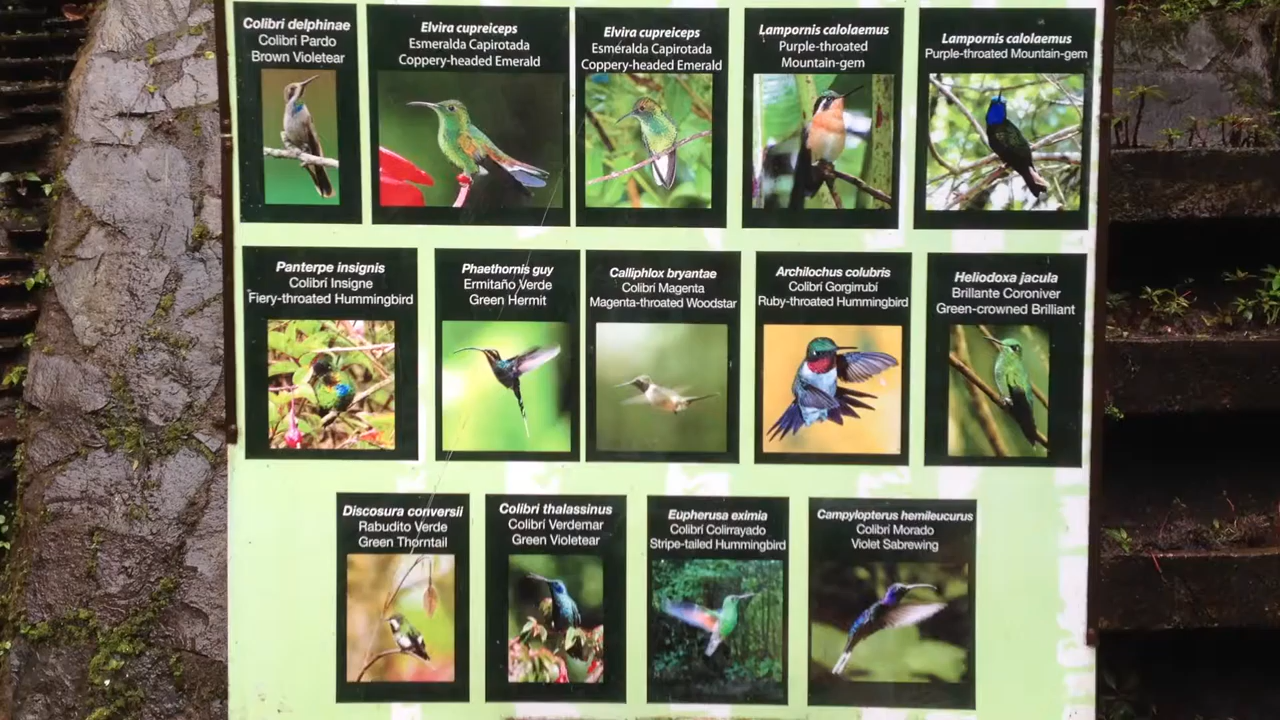 Colibri delphinae
Colibrí Pardo
Brown Violetear
Elvira cupreiceps
Esmeralda Capirotada
Coppery-headed Emerald
Elvira cupreiceps
Esmeralda Capirotada
Coppery-headed Emerald
Lampornis calolaemus
Purple-throated
Mountain-gem
Lampornis calolaemus
Purple-throated Mountain-gem
Panterpe insignis
Colibrí Insigne
Fiery-throated Hummingbird
Phaethornis guy
Ermitaño Verde
Green Hermit
Calliphlox bryantae
Colibrí Magenta
Magenta-throated Woodstar
Archilochus colubris
Colibrí Gorgirrubí
Ruby-throated Hummingbird
Heliodoxa jacula
Brillante Coroniver
Green-crowned Brilliant
Discosura conversii
Rabudito Verde
Green Thorntail
Colibri thalassinus
Colibrí Verdemar
Green Violetear
Eupherusa eximia
Colibrí Colirrayado
Stripe-tailed Hummingbird
Campylopterus hemileucurus
Colibrí Morado
Violet Sabrewing